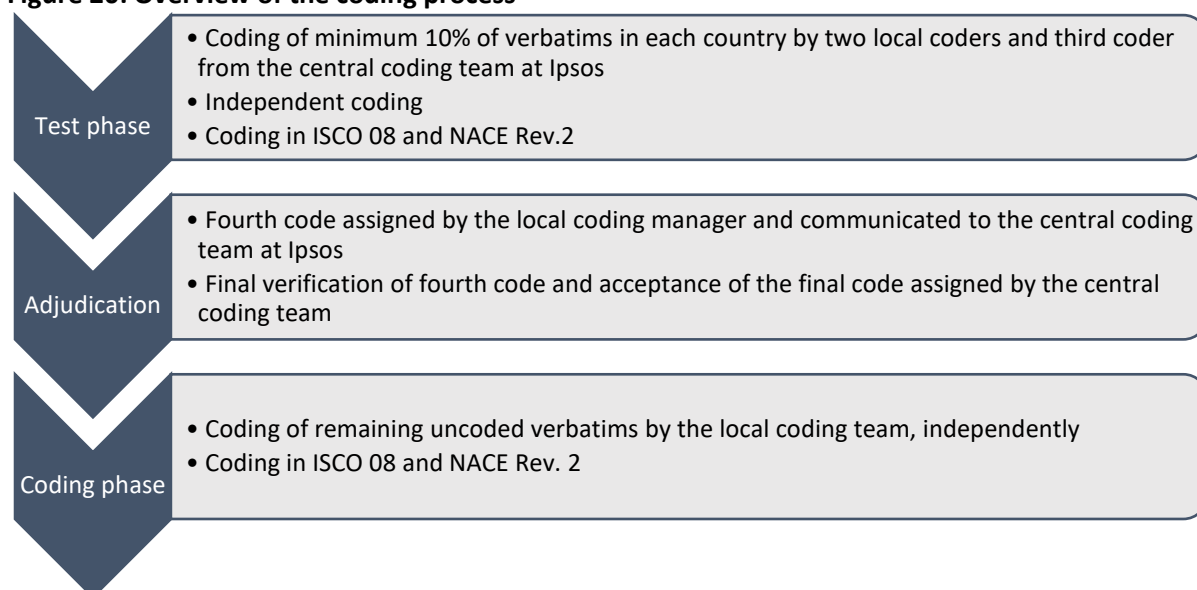 Figure 20: Overview of the coding process
Test phase
• Coding of minimum 10% of verbatims in each country by two local coders and third coder
from the central coding team at Ipsos
• Independent coding
• Coding in ISCO 08 and NACE Rev.2
Adjudication
• Fourth code assigned by the local coding manager and communicated to the central coding
team at Ipsos
• Final verification of fourth code and acceptance of the final code assigned by the central
coding team
Coding phase
• Coding of remaining uncoded verbatims by the local coding team, independently
• Coding in ISCO 08 and NACE Rev. 2